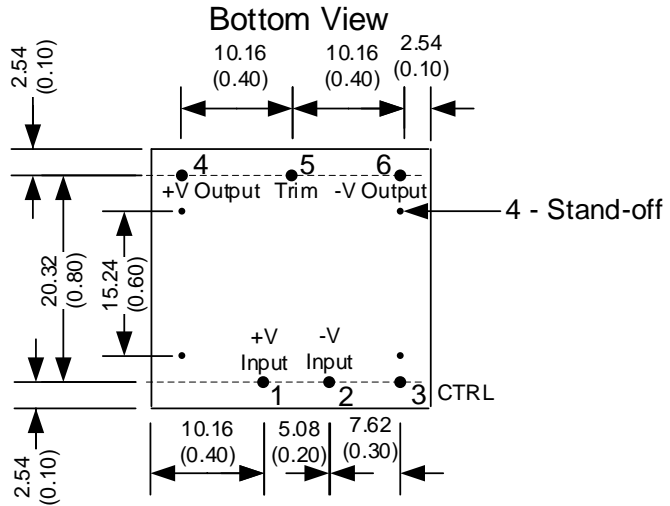 Bottom View
2.54
(0.10)
10.16
(0.40)
10.16
(0.40)
2.54
(0.10)
4
5
6
+V Output
Trim
-V Output
4 - Stand-off
20.32
(0.80)
15.24
(0.60)
+V
Input
-V
Input
1
2
3
CTRL
2.54
(0.10)
10.16
(0.40)
5.08
(0.20)
7.62
(0.30)